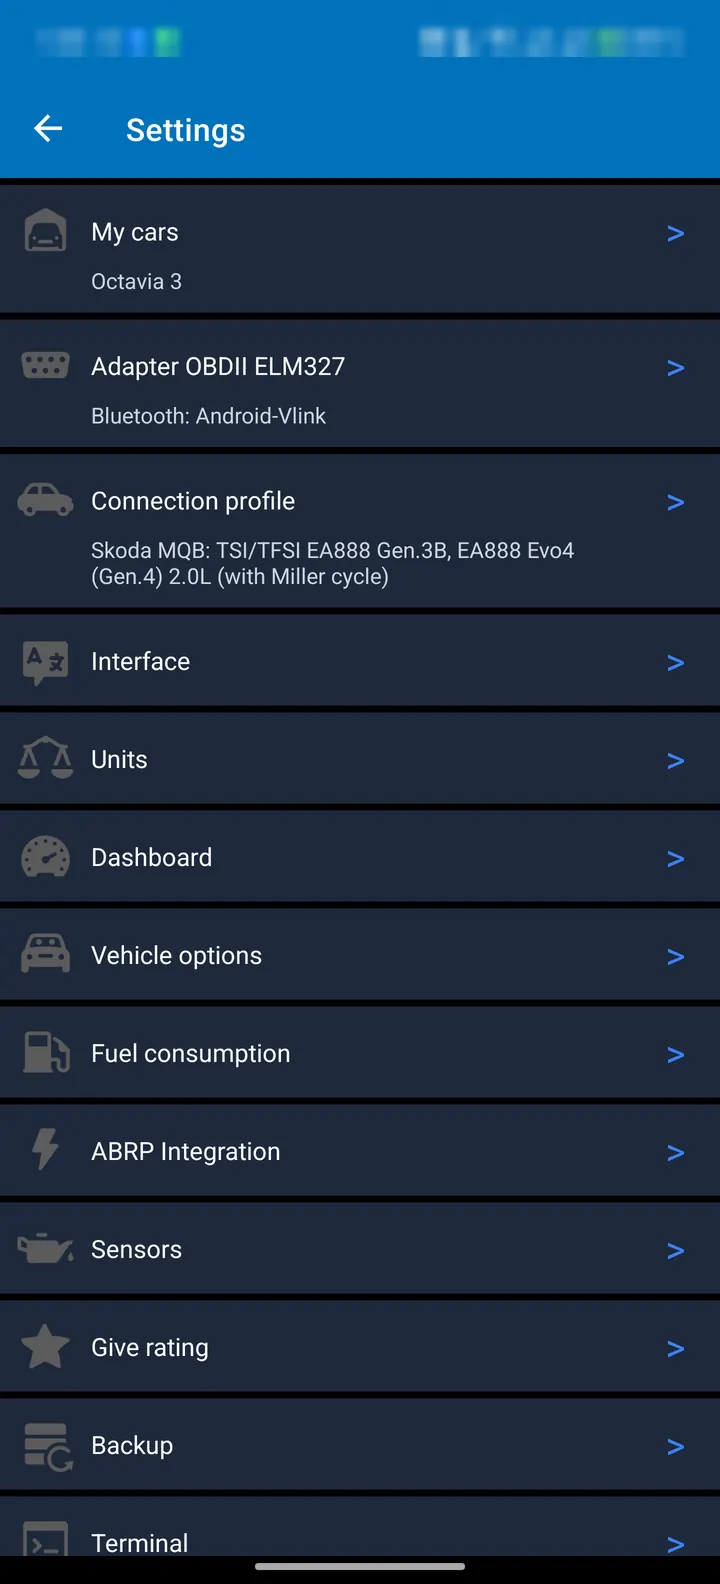 Settings
My cars
>
Octavia 3
Adapter OBDII ELM327
>
Bluetooth: Android-Vlink
Connection profile
>
Skoda MQB: TSI/TFSI EA888 Gen.3B, EA888 Evo4
(Gen.4) 2.0L (with Miller cycle)
Interface
>
Units
>
Dashboard
>
Vehicle options
>
Fuel consumption
>
ABRP Integration
>
Sensors
>
Give rating
>
Backup
>
Terminal
>